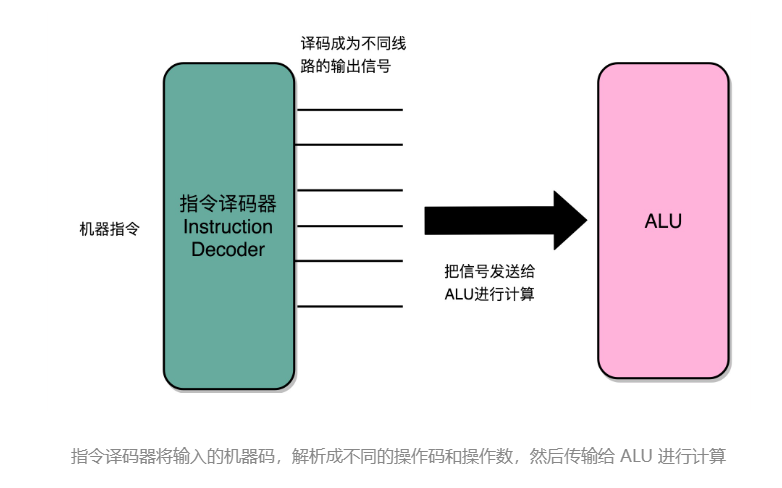 译码成为不同线
路的输出信号
机器指令
指令译码器
Instruction
Decoder
ALU
把信号发送给
ALU进行计算
指令译码器将输入的机器码，解析成不同的操作码和操作数，然后传输给 ALU 进行计算